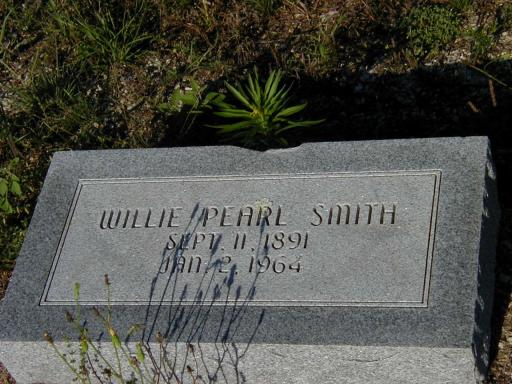 WILLIE PEARL SMITH
SEPT. 11, 1891
JAN. 2, 1964